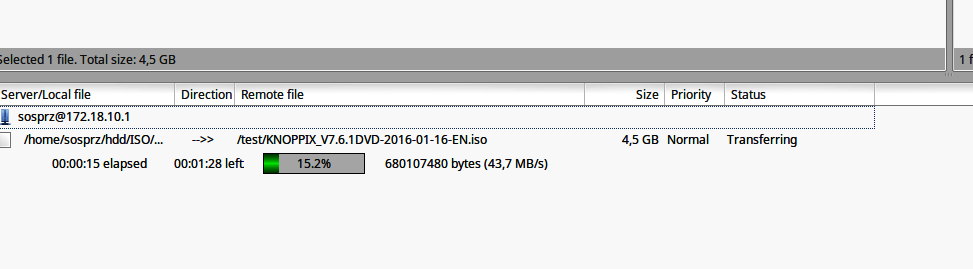 Selected 1 file. Total size: 4,5 GB 1 f
Server/Local file Direction Remote file Size Priority Status
sosprz@172.18.10.1
/home/sosprz/hdd/ISO/... -->> /test/KNOPPIX_V7.6.1DVD-2016-01-16-EN.iso 4,5 GB Normal Transferring
00:00:15 elapsed 00:01:28 left 15.2% 680107480 bytes (43,7 MB/s)